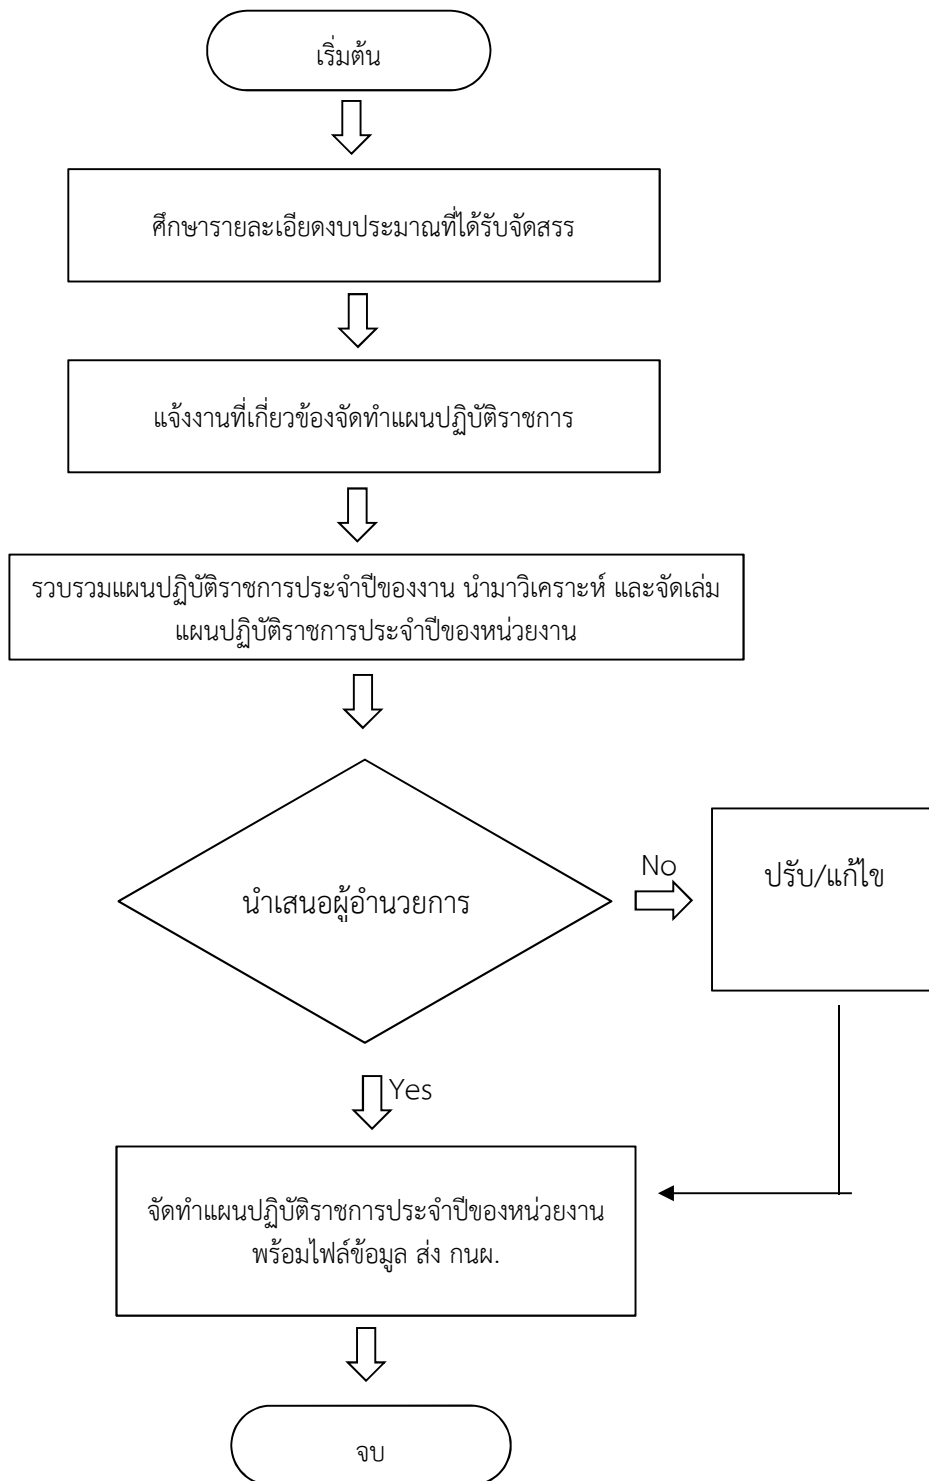 เริ่มต้น
ศึกษารายละเอียดงบประมาณที่ได้รับจัดสรร
แจ้งงานที่เกี่ยวข้องจัดทำแผนปฏิบัติราชการ
รวบรวมแผนปฏิบัติราชการประจำปีของงาน นำมาวิเคราะห์ และจัดเล่ม
แผนปฏิบัติราชการประจำปีของหน่วยงาน
นำเสนอผู้อำนวยการ
No
ปรับ/แก้ไข
Yes
จัดทำแผนปฏิบัติราชการประจำปีของหน่วยงาน
พร้อมไฟล์ข้อมูล ส่ง กนผ.
จบ